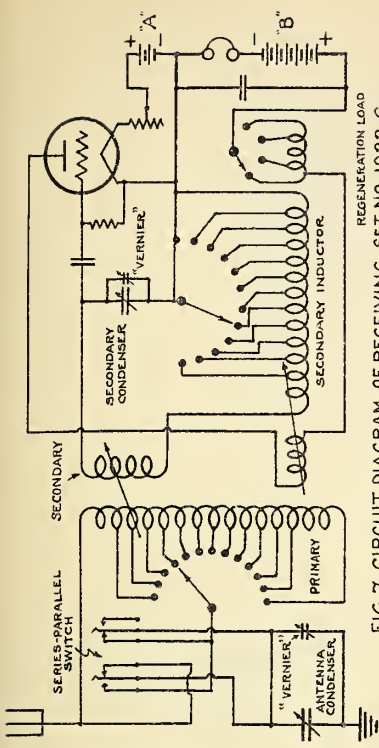 SERIES-PARALLEL
SWITCH
SECONDARY
SECONDARY
CONDENSER
"VERNIER"
+ "A" -
- "B" +
PRIMARY
"VERNIER"
ANTENNA
CONDENSER
SECONDARY INDUCTOR
REGENERATION LOAD
FIG. 7. CIRCUIT DIAGRAM OF RECEIVING SET NO. 1988 C